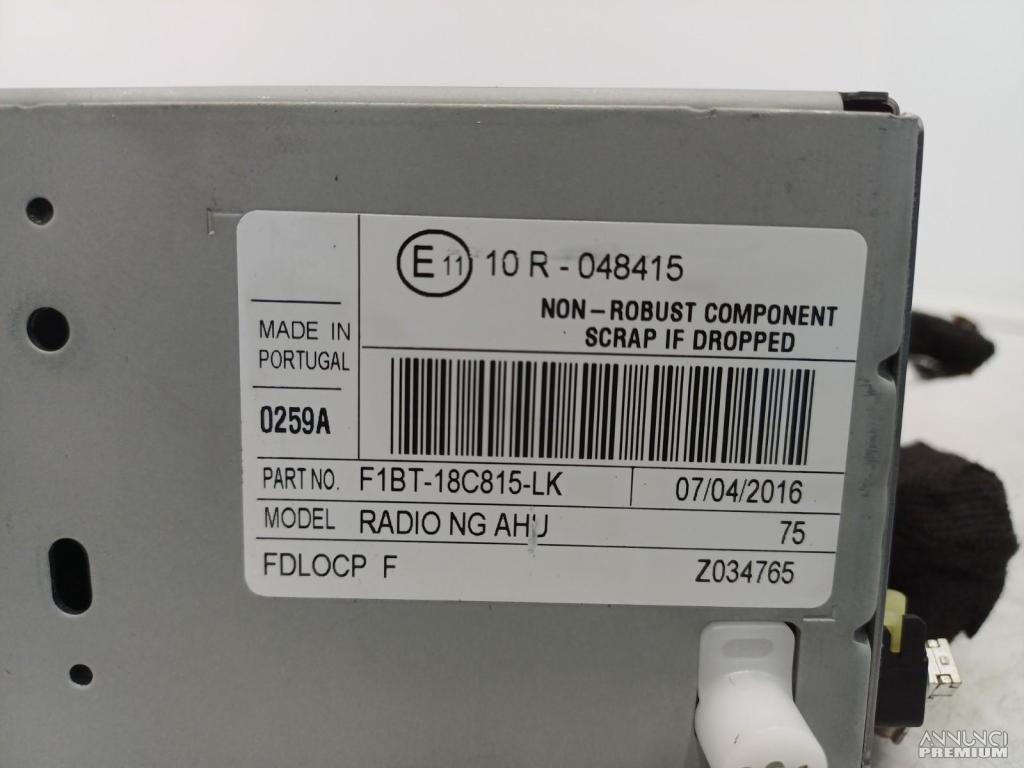 E 11 10 R - 048415
NON - ROBUST COMPONENT
SCRAP IF DROPPED
MADE IN
PORTUGAL
0259A
PART NO. F1BT-18C815-LK 07/04/2016
MODEL RADIO NG AHU 75
FDLOCP F Z034765
ANNUNCI
PREMIUM